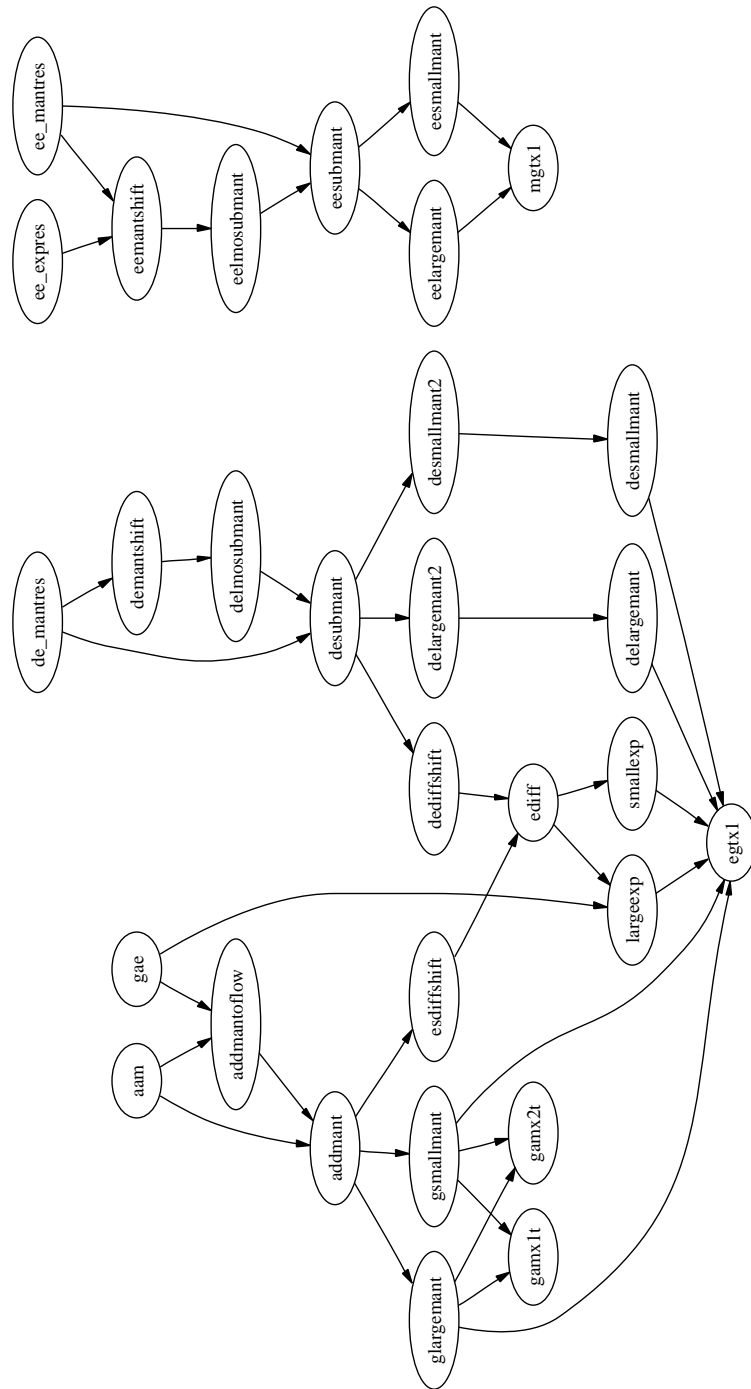 ee_mantres
ee_expres
eemantshift
eelmosubmant
eesubmant
eesmallmant
eelargemant
mgtx1
de_mantres
demantshift
delmosubmant
desubmant
desmallmant2
delargemant2
dediffshift
ediff
desmallmant
delargemant
smallexp
largeexp
egtx1
gae
aam
addmantoflow
addmant
esdiffshift
gsmallmant
glargemant
gamx2t
gamx1t